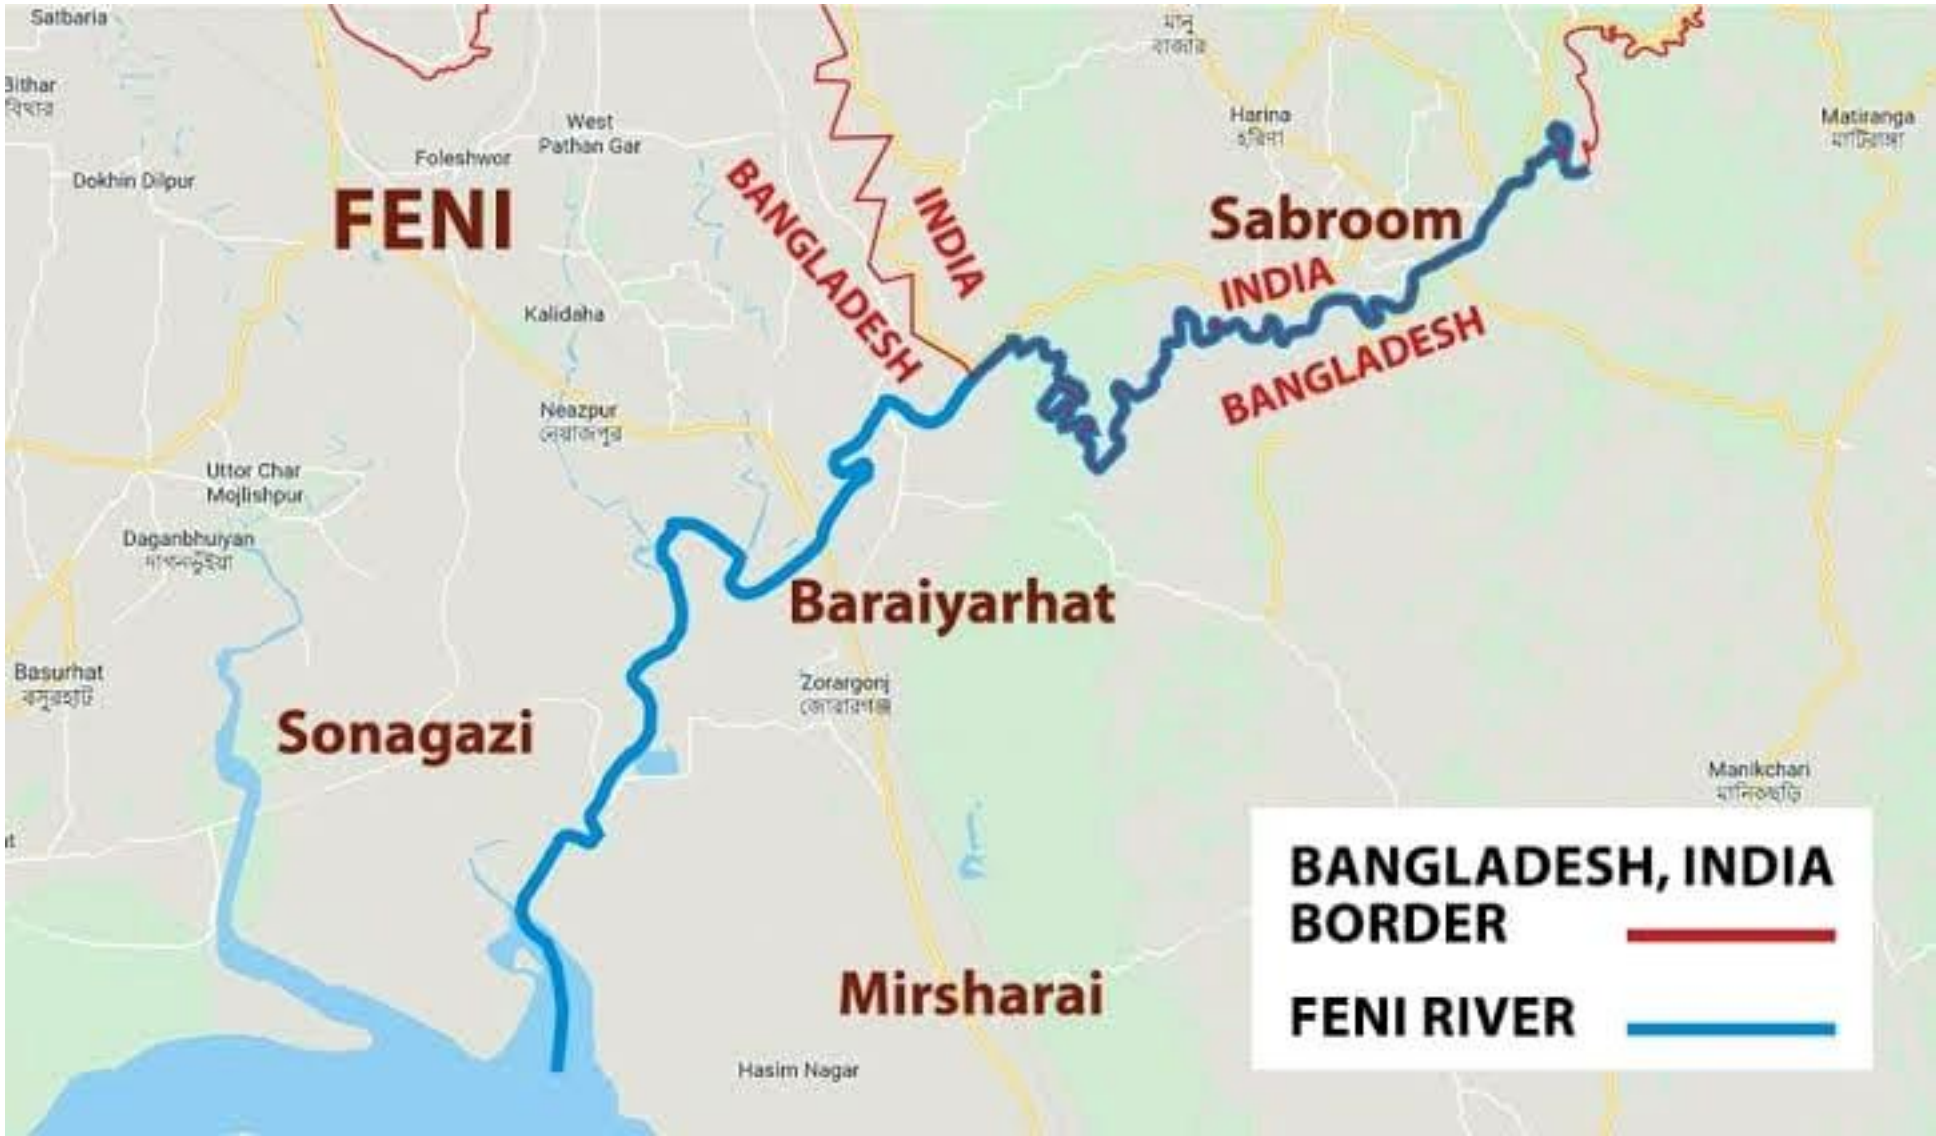 Satbaria
মানু
বাজার
Bithar
বিথার
Harina
হরিণা
Matiranga
মাটিরাঙ্গা
West
Pathan Gar
Foleshwor
Dokhin Dilpur
FENI
BANGLADESH
INDIA
Sabroom
INDIA
BANGLADESH
Kalidaha
Neazpur
নেয়াজপুর
Uttor Char
Mojlishpur
Daganbhuiyan
দাগনভুঁইয়া
Baraiyarhat
Basurhat
বসুরহাট
Zorargonj
জোরারগঞ্জ
Sonagazi
Manikchari
মানিকছড়ি
BANGLADESH, INDIA
BORDER
FENI RIVER
Mirsharai
Hasim Nagar